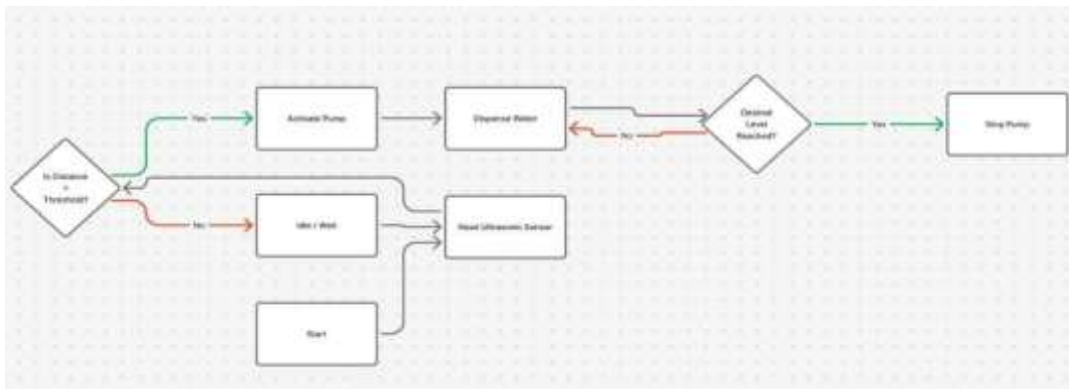 Yes
Activate Pump
Dispense Water
No
Desired
Level
Reached?
Yes
Stop Pump
Is Distance
Threshold?
No
Idle / Wait
Read Ultrasonic Sensor
Start